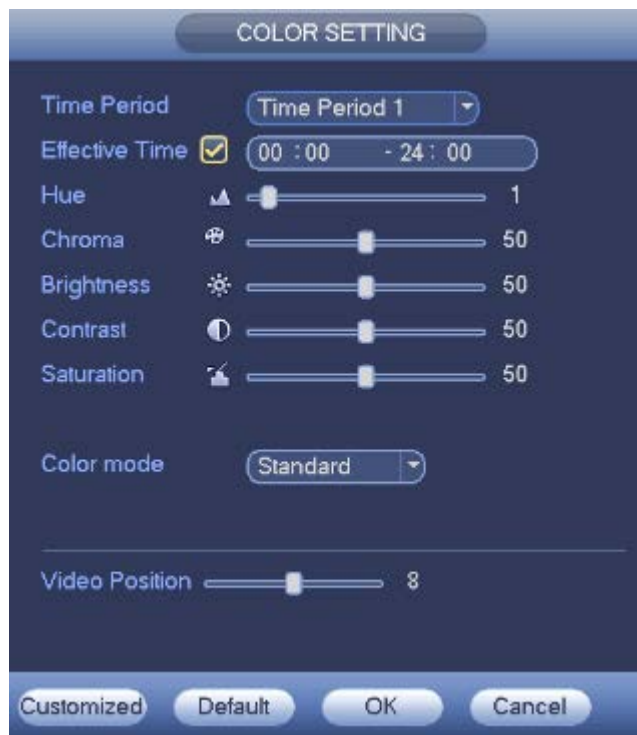 COLOR SETTING
Time Period Time Period 1
Effective Time 00 :00 - 24 : 00
Hue 1
Chroma 50
Brightness 50
Contrast 50
Saturation 50
Color mode Standard
Video Position 8
Customized Default OK Cancel